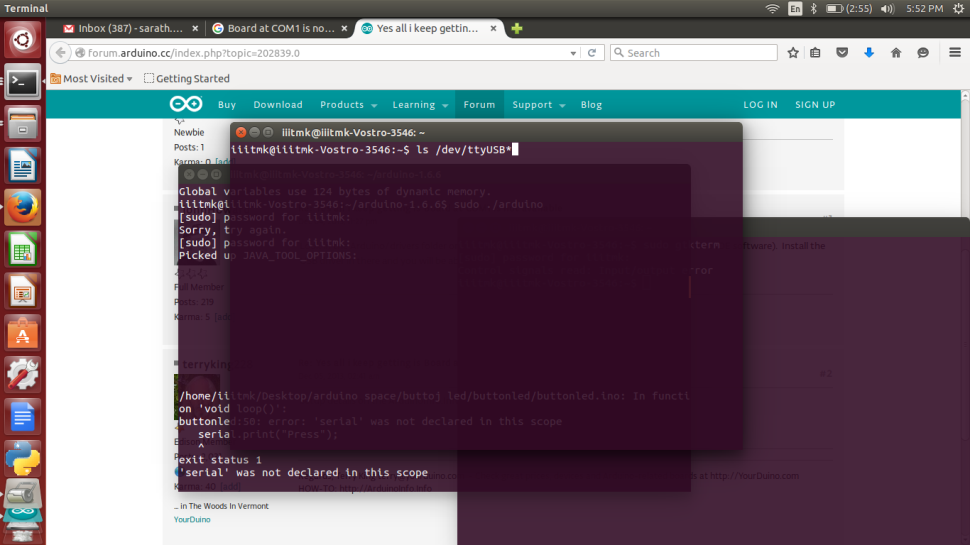 Terminal
En
(2:55)
5:52 PM
Inbox (387) - sarath....
Board at COM1 is no...
Yes all i keep gettin...
forum.arduino.cc/index.php?topic=202839.0
Search
Most Visited
Getting Started
Buy
Download
Products
Learning
Forum
Support
Blog
LOG IN
SIGN UP
Newbie
Posts: 1
Karma: 0 [add]
iiitmk@iiitmk-Vostro-3546: ~
iiitmk@iiitmk-Vostro-3546:~$ ls /dev/ttyUSB*
Global variables use 124 bytes of dynamic memory.
iiitmk@iiitmk-Vostro-3546:~/arduino-1.6.6$ sudo ./arduino
[sudo] password for iiitmk:
Sorry, try again.
[sudo] password for iiitmk:
Picked up JAVA_TOOL_OPTIONS:
xterm
ftware). Install the
rror
Full Member
Posts: 219
Karma: 5 [add]
#2
/home/iiitmk/Desktop/arduino space/buttoj led/buttonled/buttonled.ino: In functi
on 'void loop()':
buttonled:50: error: 'serial' was not declared in this scope
serial.print("Press");
^
exit status 1
'serial' was not declared in this scope
Karma: 40 [add]
HOW-TO: http://ArduinoInfo.info
ds at: http://YourDuino.com
... in The Woods In Vermont
YourDuino